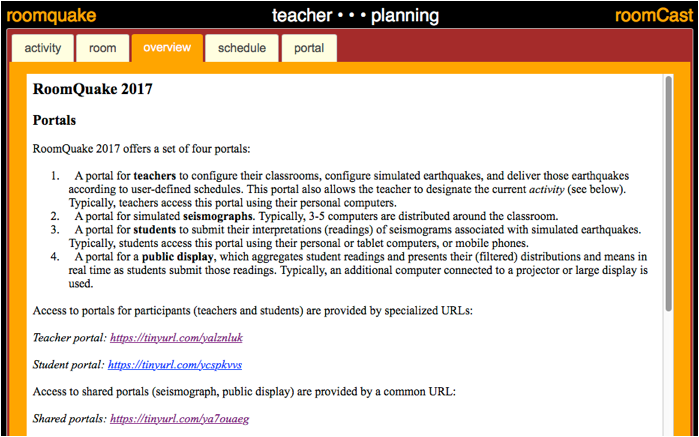 roomquake teacher • • • planning roomCast
activity room overview schedule portal
RoomQuake 2017
Portals
RoomQuake 2017 offers a set of four portals:
1. A portal for teachers to configure their classrooms, configure simulated earthquakes, and deliver those earthquakes
according to user-defined schedules. This portal also allows the teacher to designate the current activity (see below).
Typically, teachers access this portal using their personal computers.
2. A portal for simulated seismographs. Typically, 3-5 computers are distributed around the classroom.
3. A portal for students to submit their interpretations (readings) of seismograms associated with simulated earthquakes.
Typically, students access this portal using their personal or tablet computers, or mobile phones.
4. A portal for a public display, which aggregates student readings and presents their (filtered) distributions and means in
real time as students submit those readings. Typically, an additional computer connected to a projector or large display is
used.
Access to portals for participants (teachers and students) are provided by specialized URLs:
Teacher portal: https://tinyurl.com/yalznluk
Student portal: https://tinyurl.com/ycspkvvs
Access to shared portals (seismograph, public display) are provided by a common URL:
Shared portals: https://tinyurl.com/ya7ouaeg